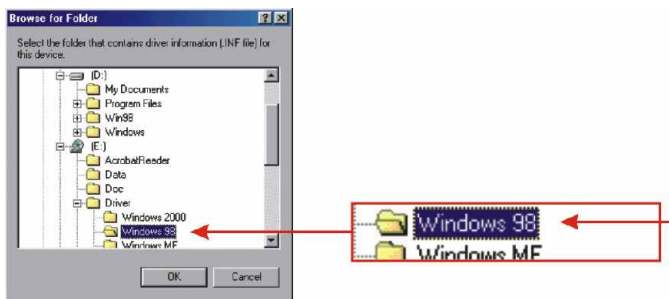 Browse for Folder
Select the folder that contains driver information (.INF file) for
this device.
(D:)
My Documents
Program Files
Win98
Windows
(E:)
AcrobatReader
Data
Doc
Driver
Windows 2000
Windows 98
Windows ME
OK
Cancel
Windows 98
Windows ME